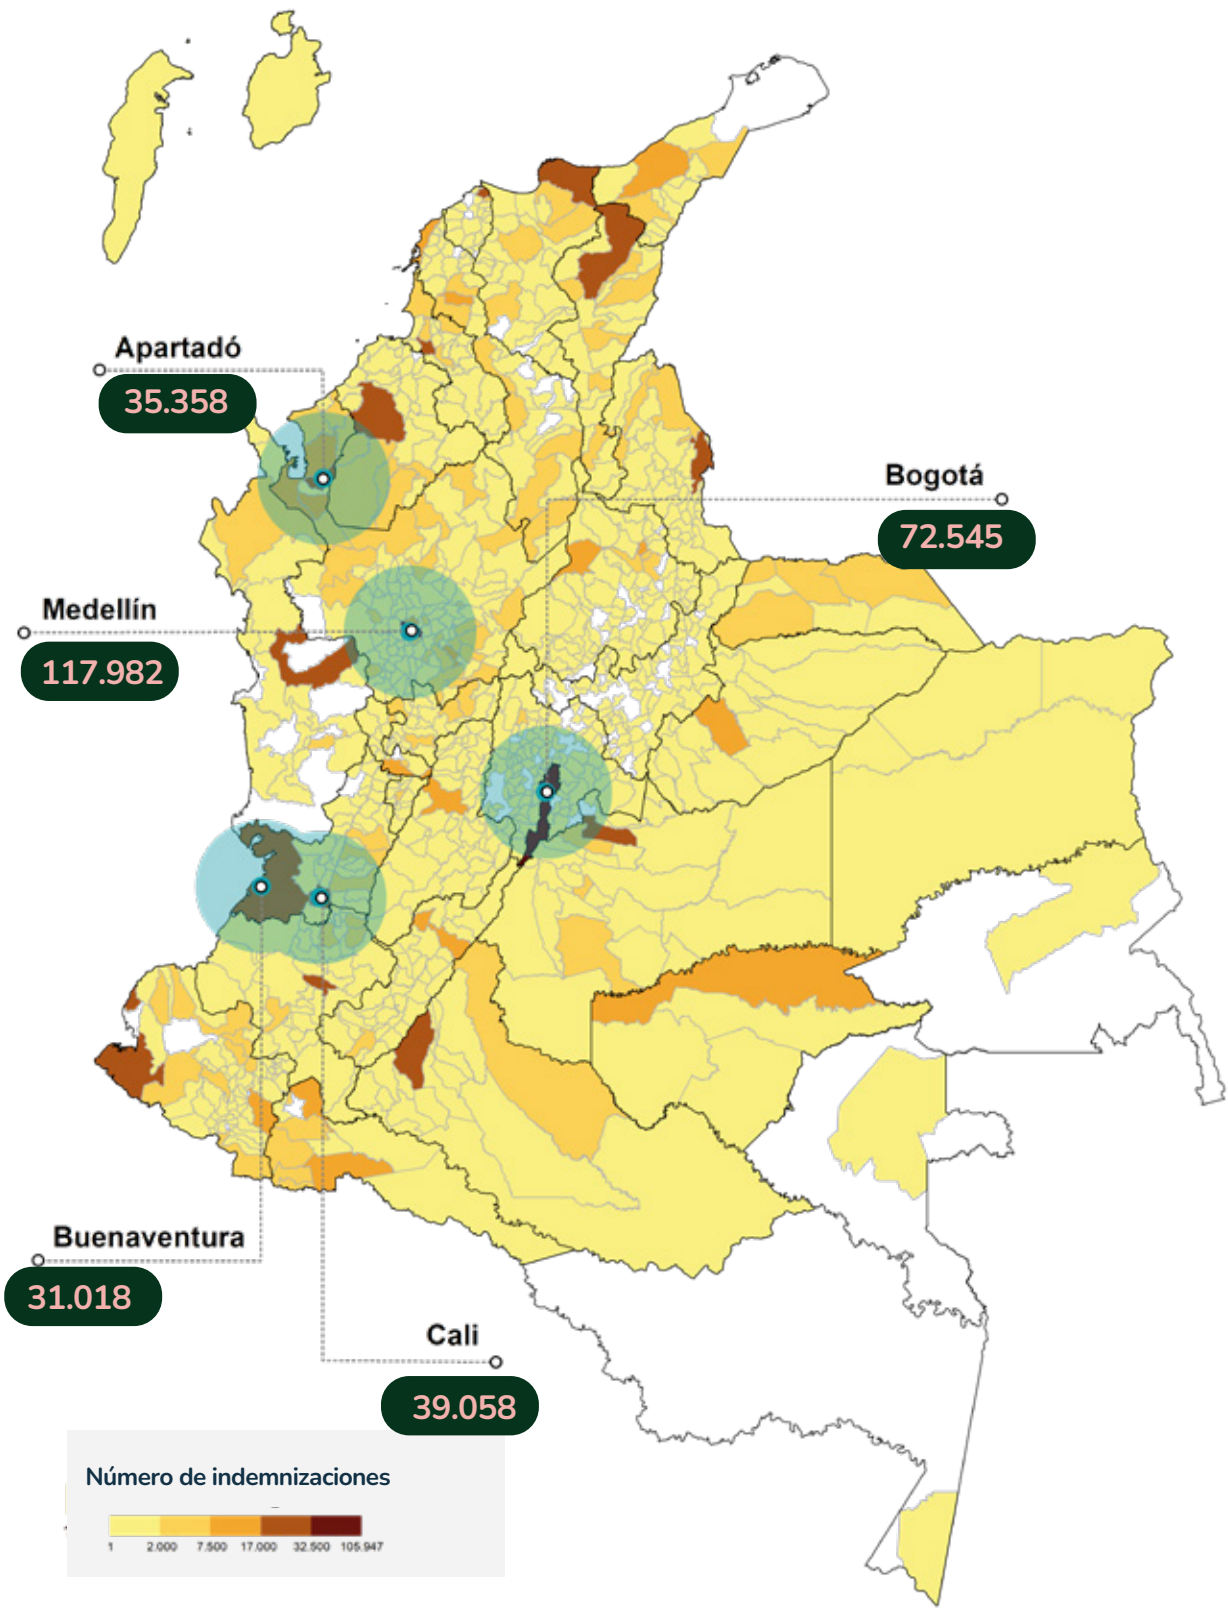 Apartadó
35.358
Bogotá
72.545
Medellín
117.982
Buenaventura
31.018
Cali
39.058
Número de indemnizaciones
1 2.000 7.500 17.000 32.500 105.947